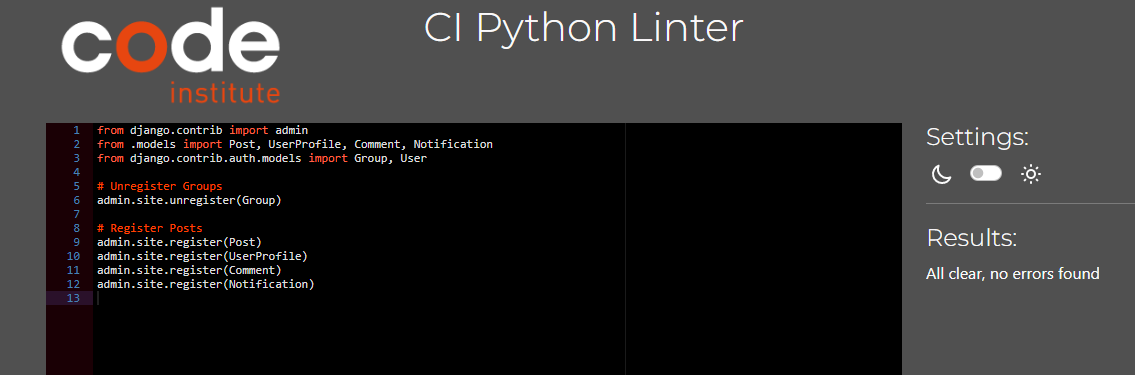 code
institute
CI Python Linter
1 from django.contrib import admin
2 from .models import Post, UserProfile, Comment, Notification
3 from django.contrib.auth.models import Group, User
4
5 # Unregister Groups
6 admin.site.unregister(Group)
7
8 # Register Posts
9 admin.site.register(Post)
10 admin.site.register(UserProfile)
11 admin.site.register(Comment)
12 admin.site.register(Notification)
13
Settings:
Results:
All clear, no errors found